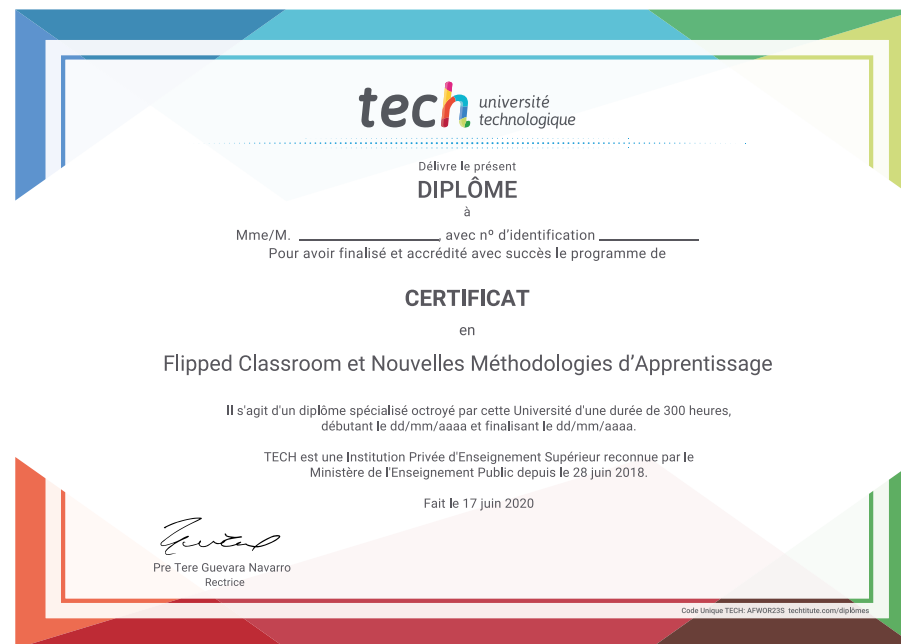 tech université
technologique
Délivre le présent
DIPLÔME
à
Mme/M. ____________________, avec nº d'identification ______________
Pour avoir finalisé et accrédité avec succès le programme de
CERTIFICAT
en
Flipped Classroom et Nouvelles Méthodologies d'Apprentissage
Il s'agit d'un diplôme spécialisé octroyé par cette Université d'une durée de 300 heures,
débutant le dd/mm/aaaa et finalisant le dd/mm/aaaa.
TECH est une Institution Privée d'Enseignement Supérieur reconnue par le
Ministère de l'Enseignement Public depuis le 28 juin 2018.
Fait le 17 juin 2020
Pre Tere Guevara Navarro
Rectrice
Code Unique TECH: AFWOR23S techtitute.com/diplômes